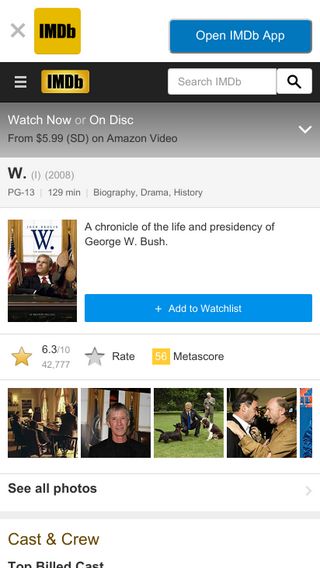 IMDb
Open IMDb App
IMDb
Search IMDb
Watch Now or On Disc
From $5.99 (SD) on Amazon Video
W. (I) (2008)
PG-13 | 129 min | Biography, Drama, History
W.
A chronicle of the life and presidency of
George W. Bush.
+ Add to Watchlist
6.3/10
42,777
Rate
56 Metascore
See all photos
Cast & Crew
Top Billed Cast